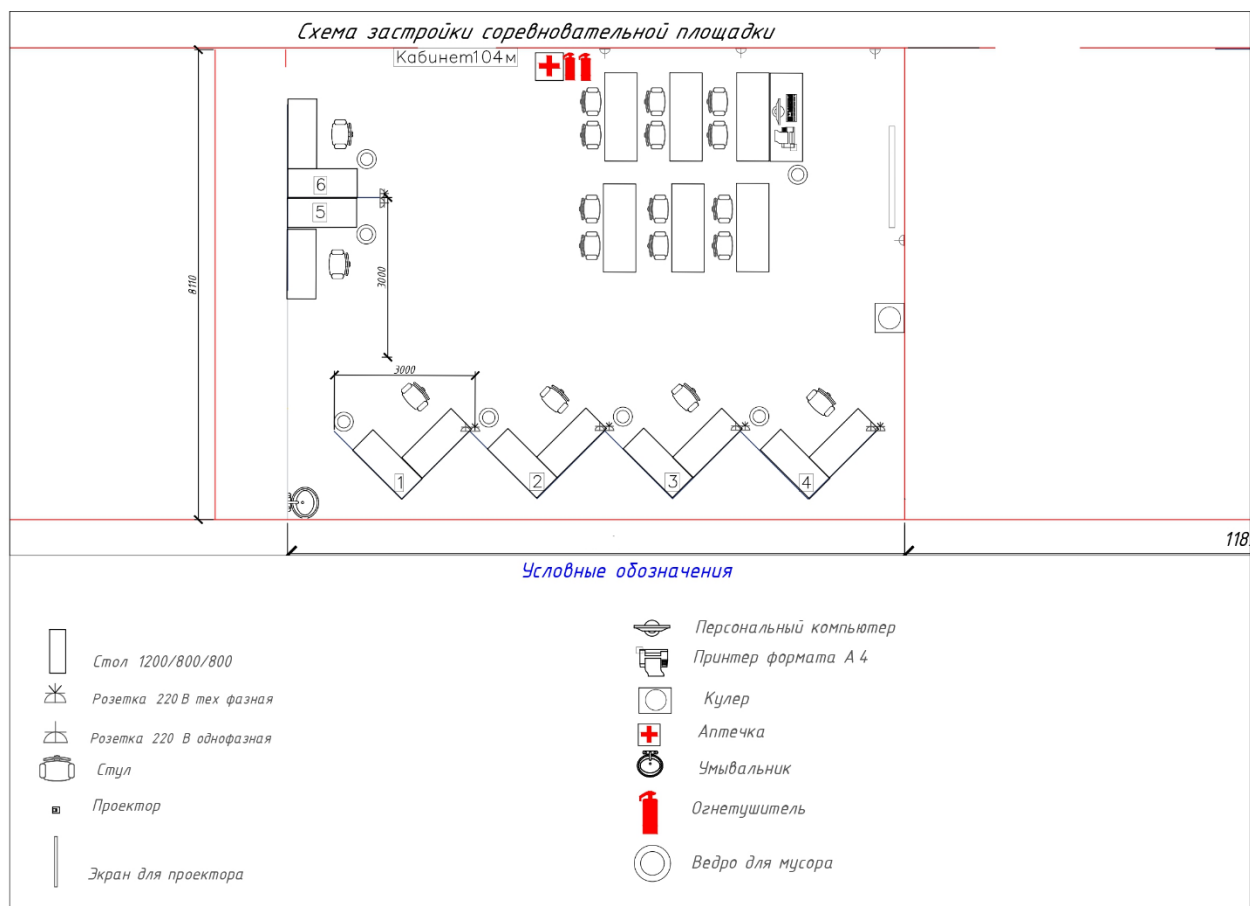 Схема застройки соревновательной площадки
Кабинет104м
6
5
8110
3000
3000
1
2
3
4
118
Условные обозначения
Стол 1200/800/800
Розетка 220В тех фазная
Розетка 220 В однофазная
Стул
Проектор
Экран для проектора
Персональный компьютер
Принтер формата А 4
Кулер
Аптечка
Умывальник
Огнетушитель
Ведро для мусора